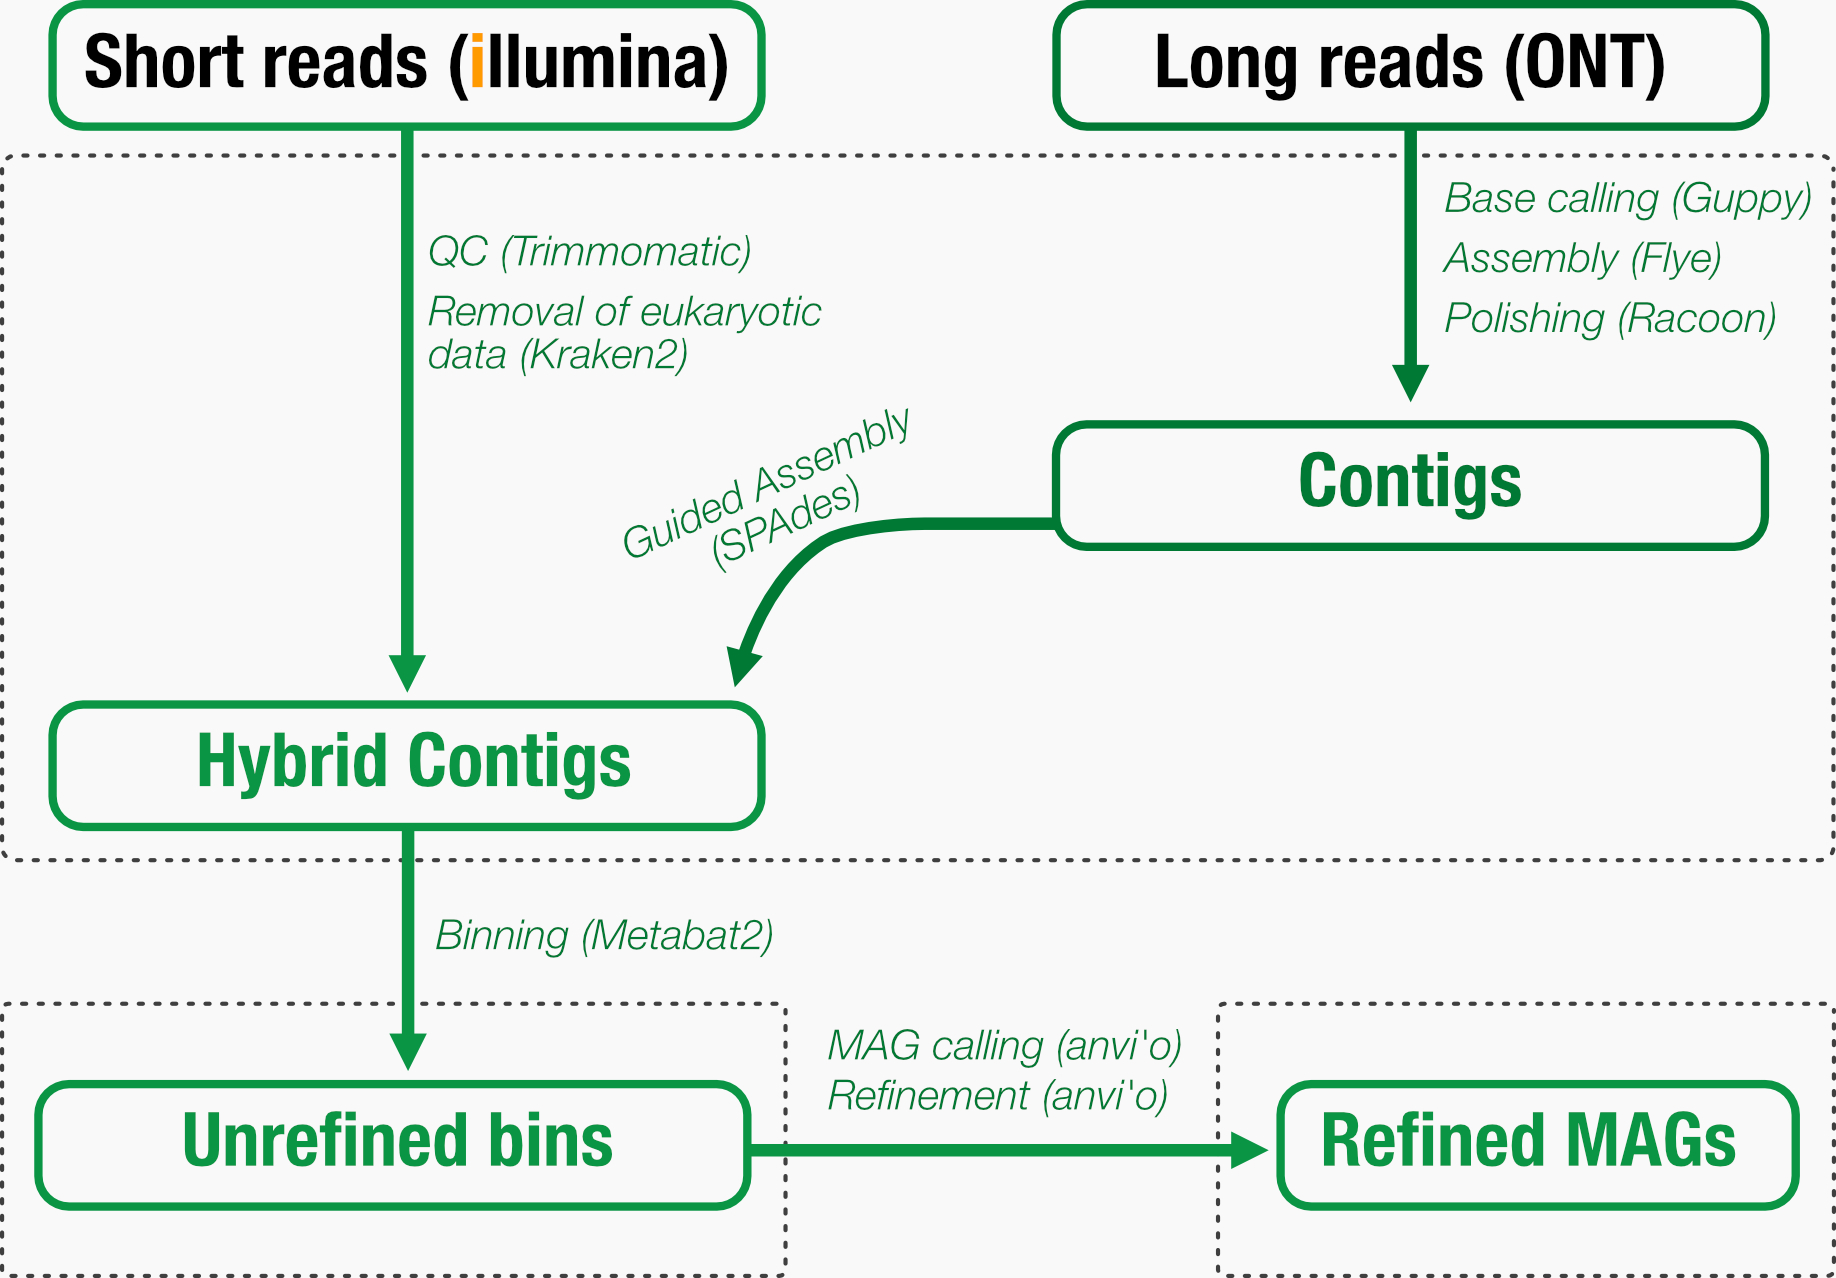 Short reads (illumina)
Long reads (ONT)
QC (Trimmomatic)
Removal of eukaryotic
data (Kraken2)
Base calling (Guppy)
Assembly (Flye)
Polishing (Racoon)
Guided Assembly
(SPAdes)
Contigs
Hybrid Contigs
Binning (Metabat2)
MAG calling (anvi'o)
Refinement (anvi'o)
Unrefined bins
Refined MAGs